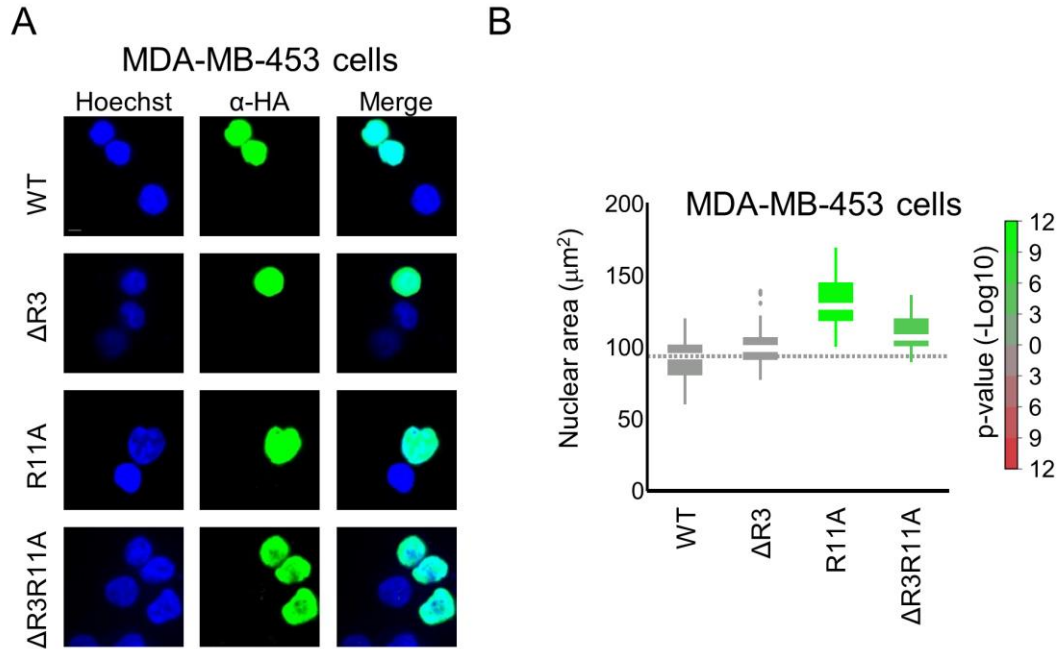 A
MDA-MB-453 cells
Hoechst α-HA Merge
WT
ΔR3
R11A
ΔR3R11A
B
MDA-MB-453 cells
Nuclear area (μm²)
200
150
100
50
0
WT
ΔR3
R11A
ΔR3R11A
p-value (-Log10)
12
9
6
3
0
3
6
9
12